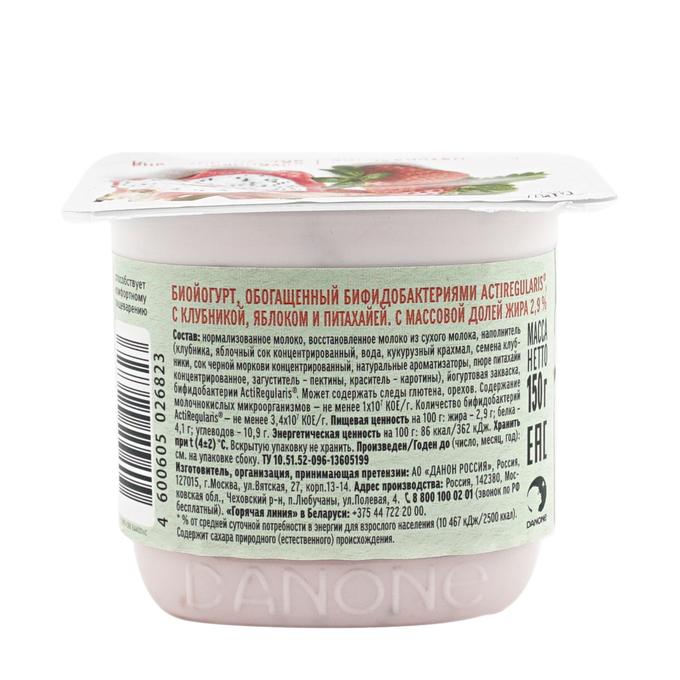 способствует
комфортному
пищеварению
4 600605 026823
БИОЙОГУРТ, ОБОГАЩЕННЫЙ БИФИДОБАКТЕРИЯМИ ACTIREGULARIS®,
С КЛУБНИКОЙ, ЯБЛОКОМ И ПИТАХАЙЕЙ. С МАССОВОЙ ДОЛЕЙ ЖИРА 2,9 %
Состав: нормализованное молоко, восстановленное молоко из сухого молока, наполнитель
(клубника, яблочный сок концентрированный, вода, кукурузный крахмал, семена клуб-
ники, сок черной моркови концентрированный, натуральные ароматизаторы, пюре питахайи
концентрированное, загуститель - пектины, краситель - каротины), йогуртовая закваска,
бифидобактерии ActiRegularis®. Может содержать следы глютена, орехов. Содержание
молочнокислых микроорганизмов – не менее 1x10⁷ КОЕ/г. Количество бифидобактерий
ActiRegularis® – не менее 3,4x10⁷ КОЕ/г. Пищевая ценность на 100 г: жира - 2,9 г; белка -
4,1 г; углеводов - 10,9 г. Энергетическая ценность на 100 г: 86 ккал/362 кДж. Хранить
при t (4±2) °С. Вскрытую упаковку не хранить. Произведен/Годен до (число, месяц, год):
см. на упаковке сбоку. ТУ 10.51.52-096-13605199
Изготовитель, организация, принимающая претензии: АО «ДАНОН РОССИЯ», Россия,
127015, г.Москва, ул.Вятская, 27, корп.13-14. Адрес производства: Россия, 142380, Мос-
ковская обл., Чеховский р-н, п.Любучаны, ул.Полевая, 4. 8 800 100 02 01 (звонок по РФ
бесплатный). «Горячая линия» в Беларуси: +375 44 722 20 00.
* % от средней суточной потребности в энергии для взрослого населения (10 467 кДж/2500 ккал).
Содержит сахара природного (естественного) происхождения.
МАССА
НЕТТО
150г
EAC
DANONE
DANONE